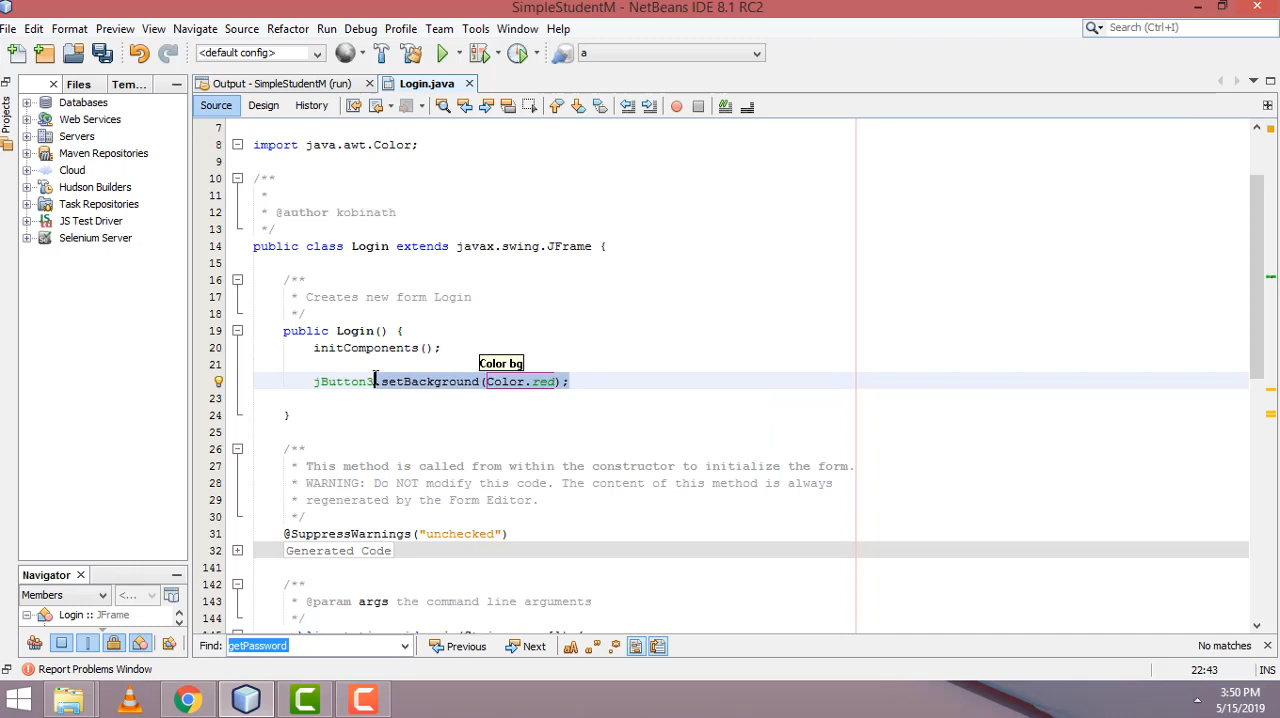 SimpleStudentM - NetBeans IDE 8.1 RC2
File Edit Format Preview View Navigate Source Refactor Run Debug Profile Team Tools Window Help
Search (Ctrl+I)
<default config>
a
Files Tem...
Output - SimpleStudentM (run) Login.java
Source Design History
Projects
Databases
Web Services
Servers
Maven Repositories
Cloud
Hudson Builders
Task Repositories
JS Test Driver
Selenium Server
7
8 import java.awt.Color;
9
10 /**
11 *
12 * @author kobinath
13 */
14 public class Login extends javax.swing.JFrame {
15
16 /**
17 * Creates new form Login
18 */
19 public Login() {
20 initComponents();
21
Color bg
jButton3.setBackground(Color.red);
23
24 }
25
26 /**
27 * This method is called from within the constructor to initialize the form.
28 * WARNING: Do NOT modify this code. The content of this method is always
29 * regenerated by the Form Editor.
30 */
31 @SuppressWarnings("unchecked")
32 Generated Code
141
142 /**
143 * @param args the command line arguments
144 */
Navigator
Members <...
Login :: JFrame
Find: getPassword Previous Next No matches
Report Problems Window 22:43 INS
3:50 PM
5/15/2019